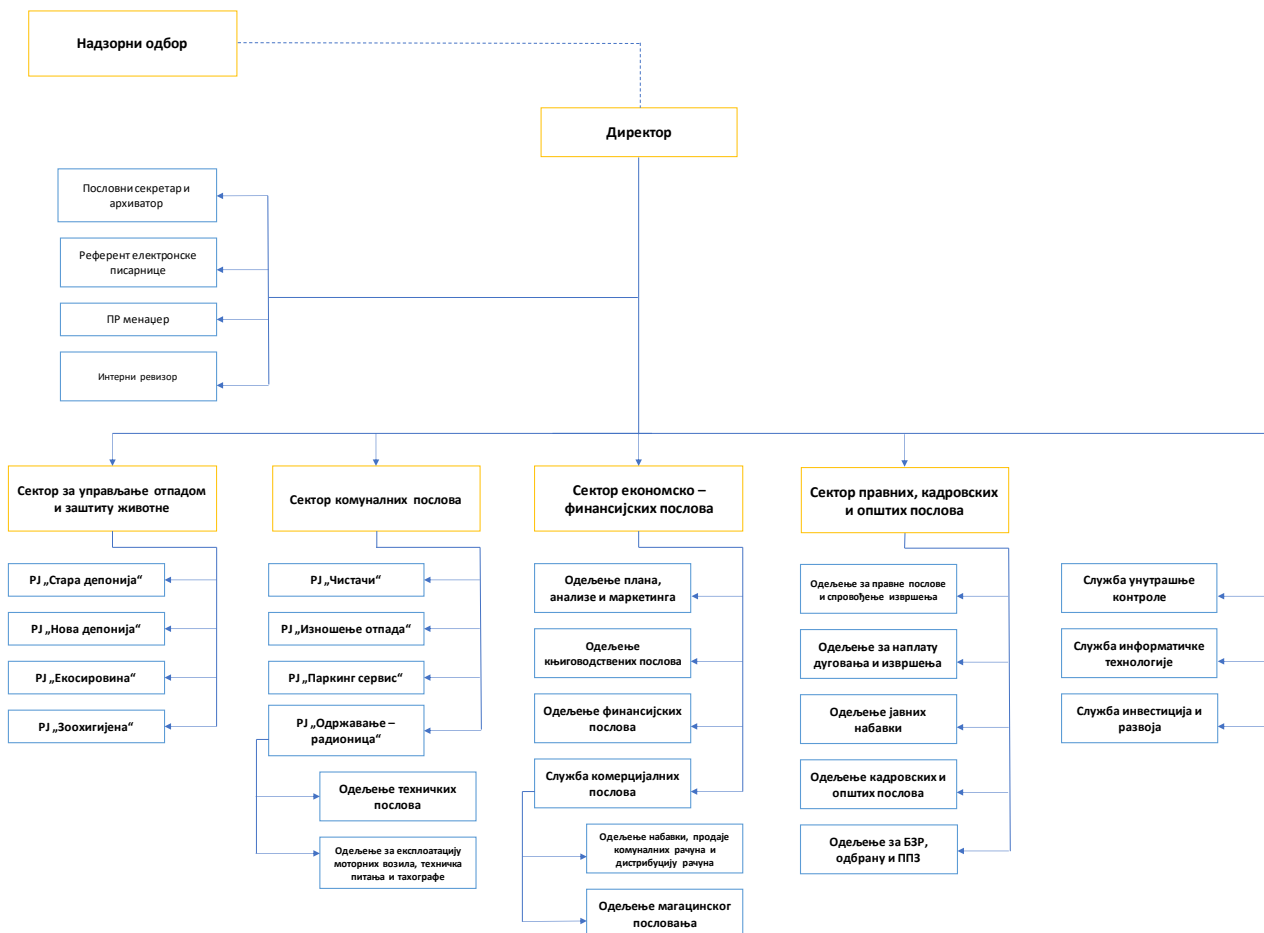 Надзорни одбор
Директор
Пословни секретар и
архиватор
Референт електронске
писарнице
ПР менаџер
Интерни ревизор
Сектор за управљање отпадом
и заштиту животне
РЈ „Стара депонија“
РЈ „Нова депонија“
РЈ „Екосировина“
РЈ „Зоохигијена“
Сектор комуналних послова
РЈ „Чистачи“
РЈ „Изношење отпада“
РЈ „Паркинг сервис“
РЈ „Одржавање –
радионица“
Одељење техничких
послова
Одељење за експлоатацију
моторних возила, техничка
питања и тахографе
Сектор економско –
финансијских послова
Одељење плана,
анализе и маркетинга
Одељење
књиговодствених послова
Одељење финансијских
послова
Служба комерцијалних
послова
Одељење набавки, продаје
комуналних рачуна и
дистрибуцију рачуна
Одељење магацинског
пословања
Сектор правних, кадровских
и општих послова
Одељење за правне послове
и спровођење извршења
Одељење за наплату
дуговања и извршења
Одељење јавних
набавки
Одељење кадровских и
општих послова
Одељење за БЗР,
одбрану и ППЗ
Служба унутрашње
контроле
Служба информатичке
технологије
Служба инвестиција и
развоја